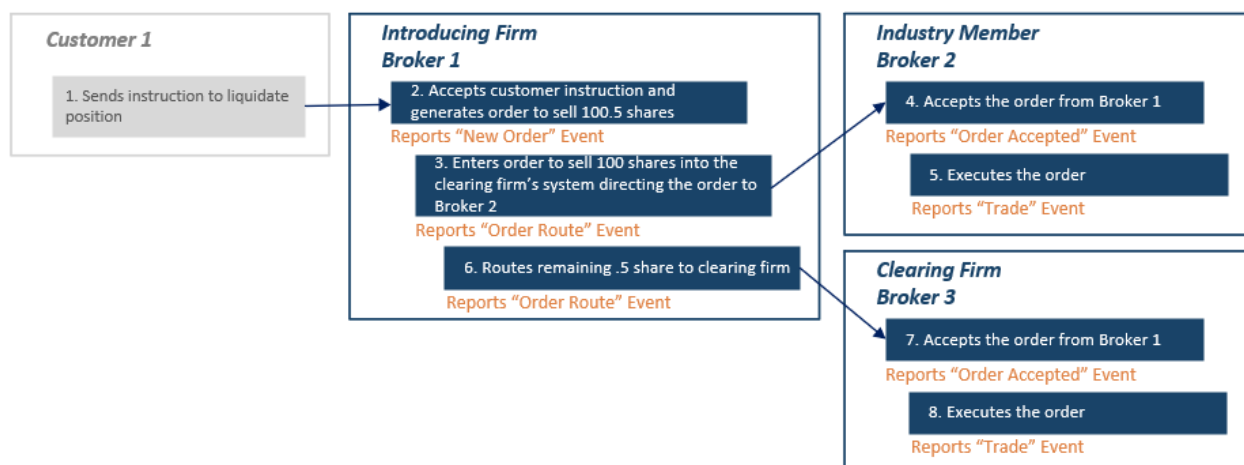 Customer 1
1. Sends instruction to liquidate
position
Introducing Firm
Broker 1
2. Accepts customer instruction and
generates order to sell 100.5 shares
Reports “New Order” Event
3. Enters order to sell 100 shares into the
clearing firm’s system directing the order to
Broker 2
Reports “Order Route” Event
6. Routes remaining .5 share to clearing firm
Reports “Order Route” Event
Industry Member
Broker 2
4. Accepts the order from Broker 1
Reports “Order Accepted” Event
5. Executes the order
Reports “Trade” Event
Clearing Firm
Broker 3
7. Accepts the order from Broker 1
Reports “Order Accepted” Event
8. Executes the order
Reports “Trade” Event